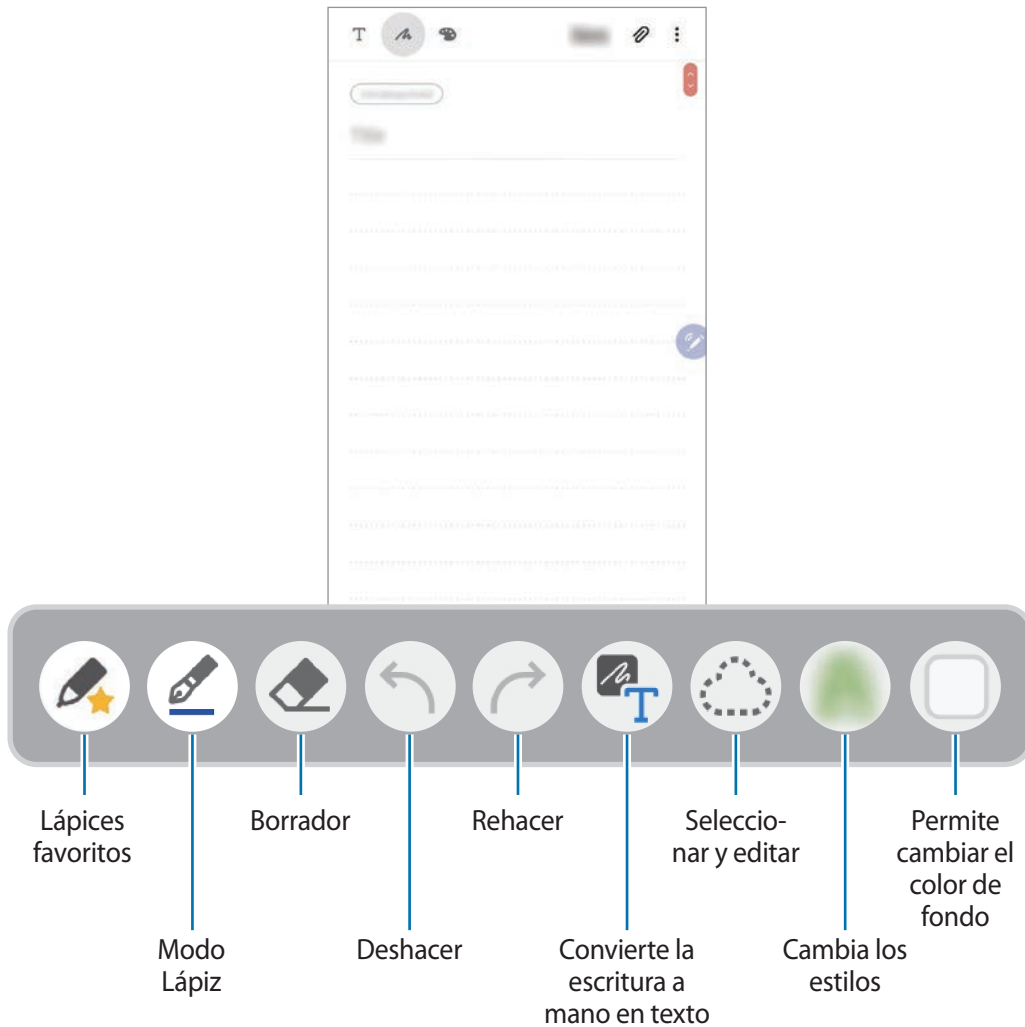 T
T
Lápices
favoritos
Borrador
Rehacer
Seleccio-
nar y editar
Permite
cambiar el
color de
fondo
Modo
Lápiz
Deshacer
Convierte la
escritura a
mano en texto
Cambia los
estilos